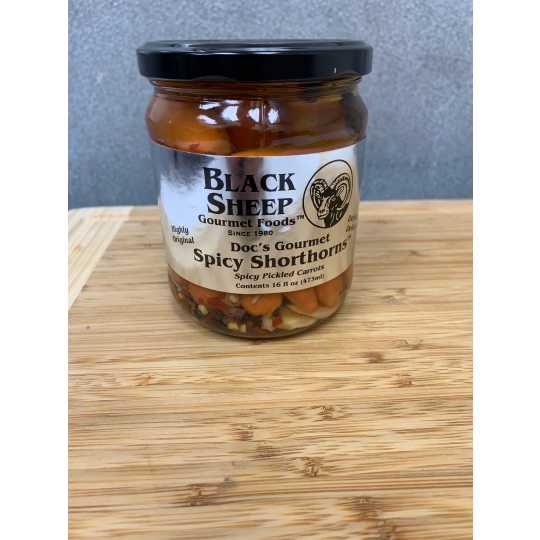 BLACK
SHEEP
Gourmet Foods™
SINCE 1980
Highly
Original
Doc's Gourmet
Spicy Shorthorns™
Spicy Pickled Carrots
Contents 16 fl oz (473ml)